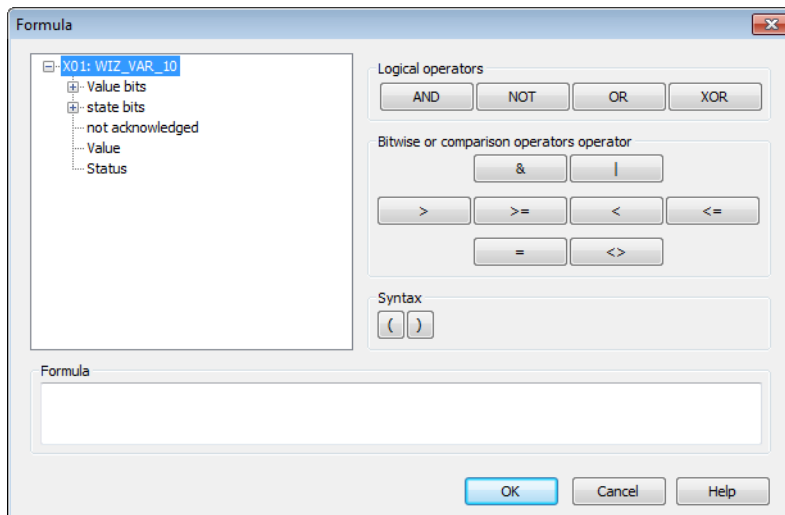 Formula
X01: WIZ_VAR_10
Value bits
state bits
not acknowledged
Value
Status
Logical operators
AND NOT OR XOR
Bitwise or comparison operators operator
& |
> >= < <=
= <>
Syntax
( )
Formula
OK Cancel Help